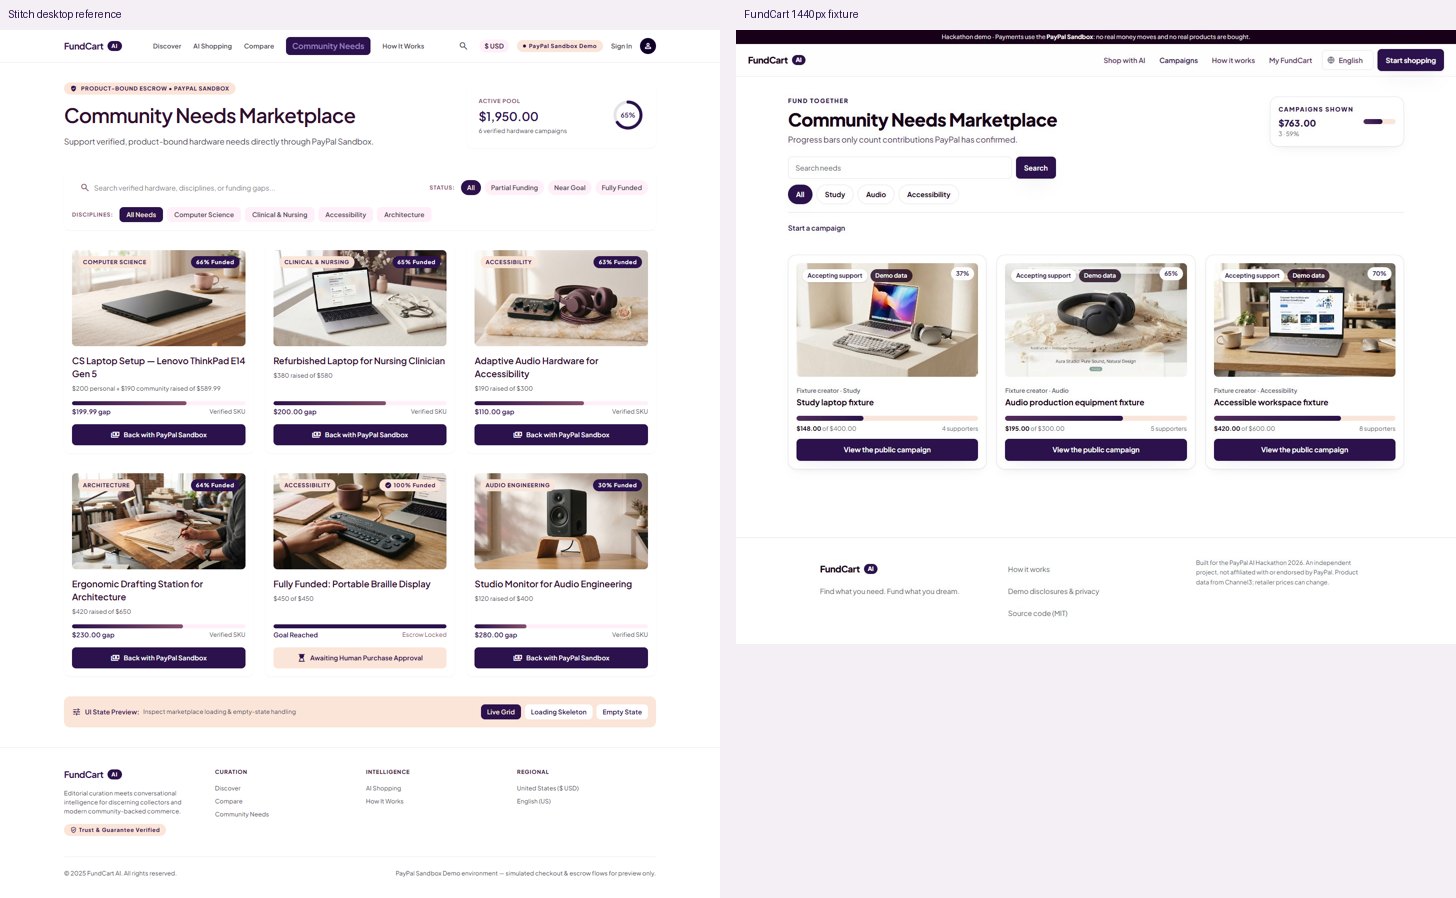 Stitch desktop reference
FundCart AI
Discover
AI Shopping
Compare
Community Needs
How It Works
$ USD
PayPal Sandbox Demo
Sign In
PRODUCT-BOUND ESCROW • PAYPAL SANDBOX
Community Needs Marketplace
Support verified, product-bound hardware needs directly through PayPal Sandbox.
ACTIVE POOL
$1,950.00
6 verified hardware campaigns
65%
Search verified hardware, disciplines, or funding gaps...
STATUS:
All
Partial Funding
Near Goal
Fully Funded
DISCIPLINES:
All Needs
Computer Science
Clinical & Nursing
Accessibility
Architecture
COMPUTER SCIENCE
66% Funded
CS Laptop Setup — Lenovo ThinkPad E14
Gen 5
$200 personal + $190 community raised of $589.99
$199.99 gap
Verified SKU
Back with PayPal Sandbox
CLINICAL & NURSING
65% Funded
Refurbished Laptop for Nursing Clinician
$380 raised of $580
$200.00 gap
Verified SKU
Back with PayPal Sandbox
ACCESSIBILITY
63% Funded
Adaptive Audio Hardware for
Accessibility
$190 raised of $300
$110.00 gap
Verified SKU
Back with PayPal Sandbox
ARCHITECTURE
64% Funded
Ergonomic Drafting Station for
Architecture
$420 raised of $650
$230.00 gap
Verified SKU
Back with PayPal Sandbox
ACCESSIBILITY
100% Funded
Fully Funded: Portable Braille Display
$450 of $450
Goal Reached
Escrow Locked
Awaiting Human Purchase Approval
AUDIO ENGINEERING
30% Funded
Studio Monitor for Audio Engineering
$120 raised of $400
$280.00 gap
Verified SKU
Back with PayPal Sandbox
UI State Preview:
Inspect marketplace loading & empty-state handling
Live Grid
Loading Skeleton
Empty State
FundCart AI
Editorial curation meets conversational
intelligence for discerning collectors and
modern community-backed commerce.
Trust & Guarantee Verified
CURATION
Discover
Compare
Community Needs
INTELLIGENCE
AI Shopping
How It Works
REGIONAL
United States ($ USD)
English (US)
© 2025 FundCart AI. All rights reserved.
PayPal Sandbox Demo environment — simulated checkout & escrow flows for preview only.
FundCart 1440px fixture
Hackathon demo · Payments use the PayPal Sandbox: no real money moves and no real products are bought.
FundCart AI
Shop with AI
Campaigns
How it works
My FundCart
English
Start shopping
FUND TOGETHER
Community Needs Marketplace
Progress bars only count contributions PayPal has confirmed.
CAMPAIGNS SHOWN
$763.00
3 · 59%
Search needs
Search
All
Study
Audio
Accessibility
Start a campaign
Accepting support
Demo data
37%
Fixture creator · Study
Study laptop fixture
$148.00 of $400.00
4 supporters
View the public campaign
Accepting support
Demo data
65%
Aura Studio: Pure Sound, Natural Design
Fixture creator · Audio
Audio production equipment fixture
$195.00 of $300.00
5 supporters
View the public campaign
Accepting support
Demo data
70%
Fixture creator · Accessibility
Accessible workspace fixture
$420.00 of $600.00
8 supporters
View the public campaign
FundCart AI
Find what you need. Fund what you dream.
How it works
Demo disclosures & privacy
Source code (MIT)
Built for the PayPal AI Hackathon 2026. An independent
project, not affiliated with or endorsed by PayPal. Product
data from Channel3; retailer prices can change.